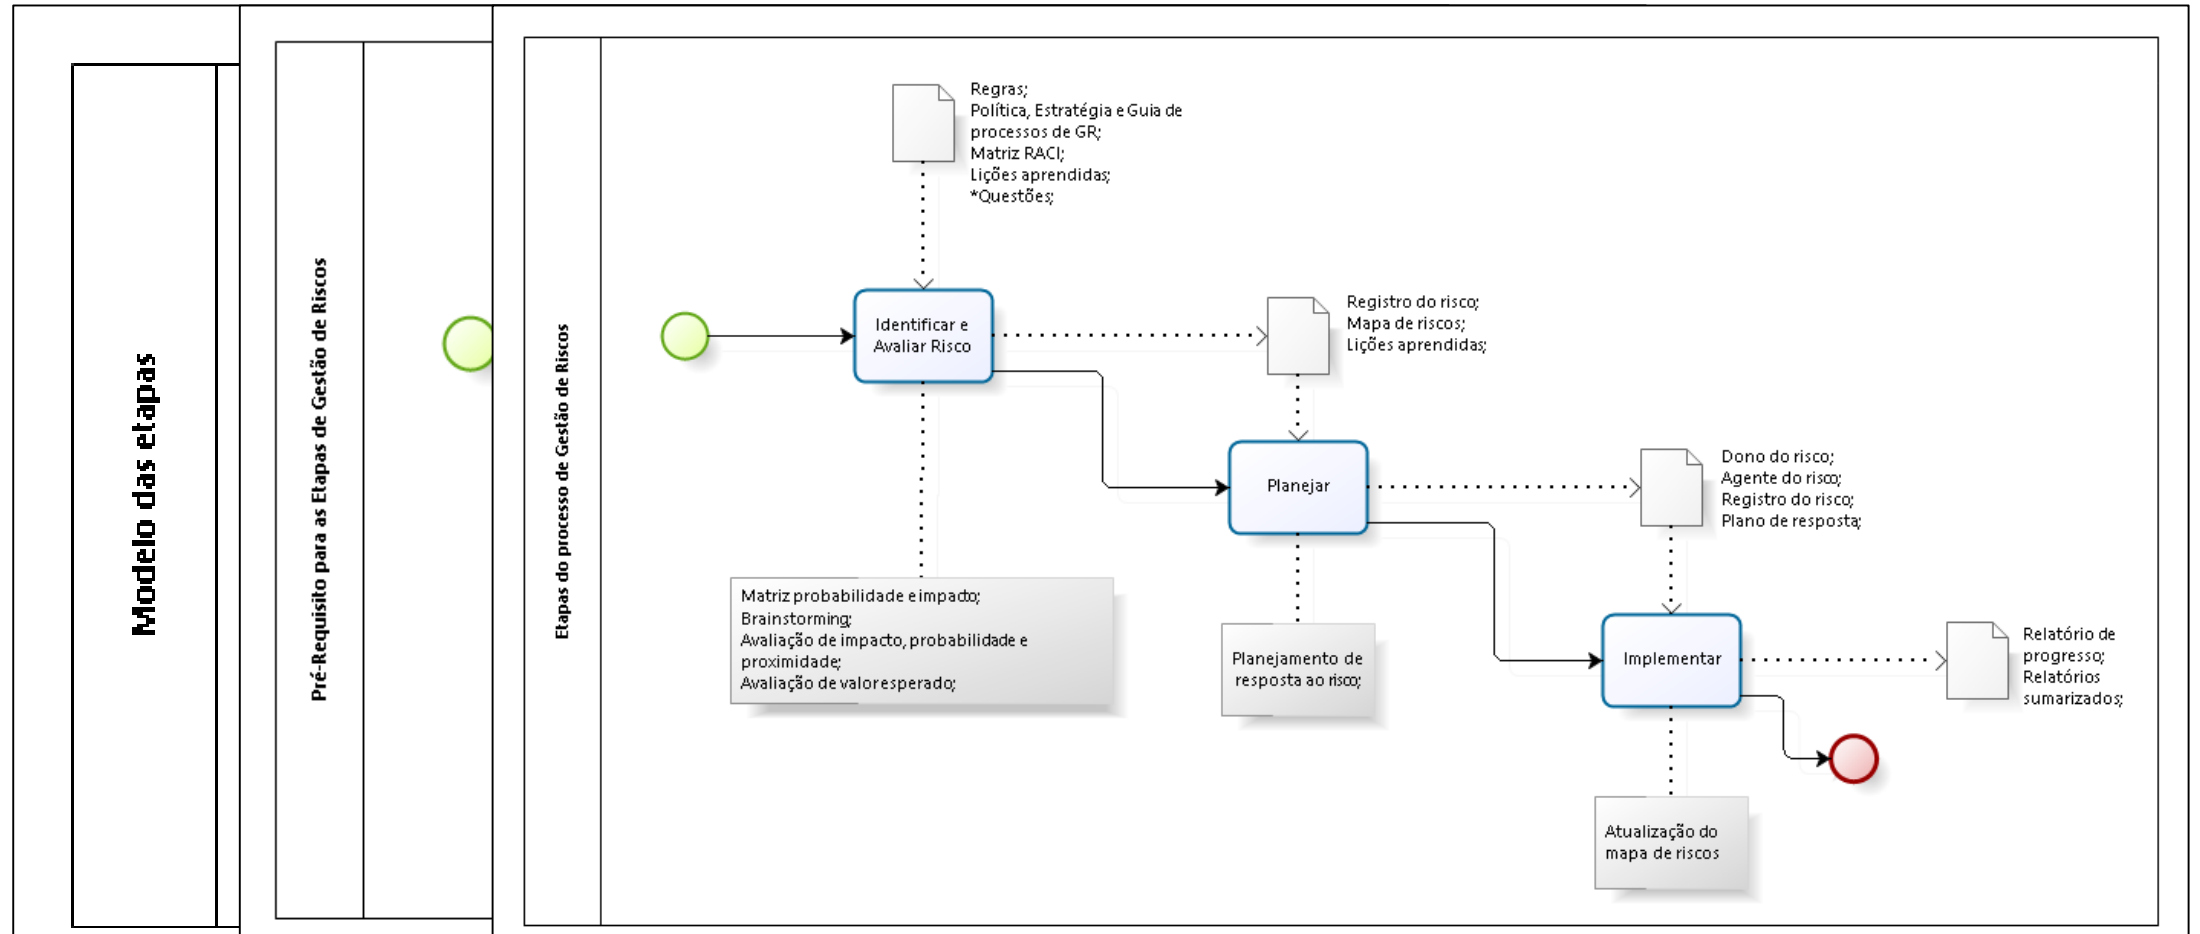 Modelo das etapas
Pré-Requisito para as Etapas de Gestão de Riscos
Etapas do processo de Gestão de Riscos
Regras;
Política, Estratégia e Guia de
processos de GR;
Matriz RACI;
Lições aprendidas;
*Questões;
Identificar e
Avaliar Risco
Registro do risco;
Mapa de riscos;
Lições aprendidas;
Planejar
Dono do risco;
Agente do risco;
Registro do risco;
Plano de resposta;
Matriz probabilidade e impacto;
Brainstorming;
Avaliação de impacto, probabilidade e
proximidade;
Avaliação de valor esperado;
Planejamento de
resposta ao risco;
Implementar
Relatório de
progresso;
Relatórios
sumarizados;
Atualização do
mapa de riscos